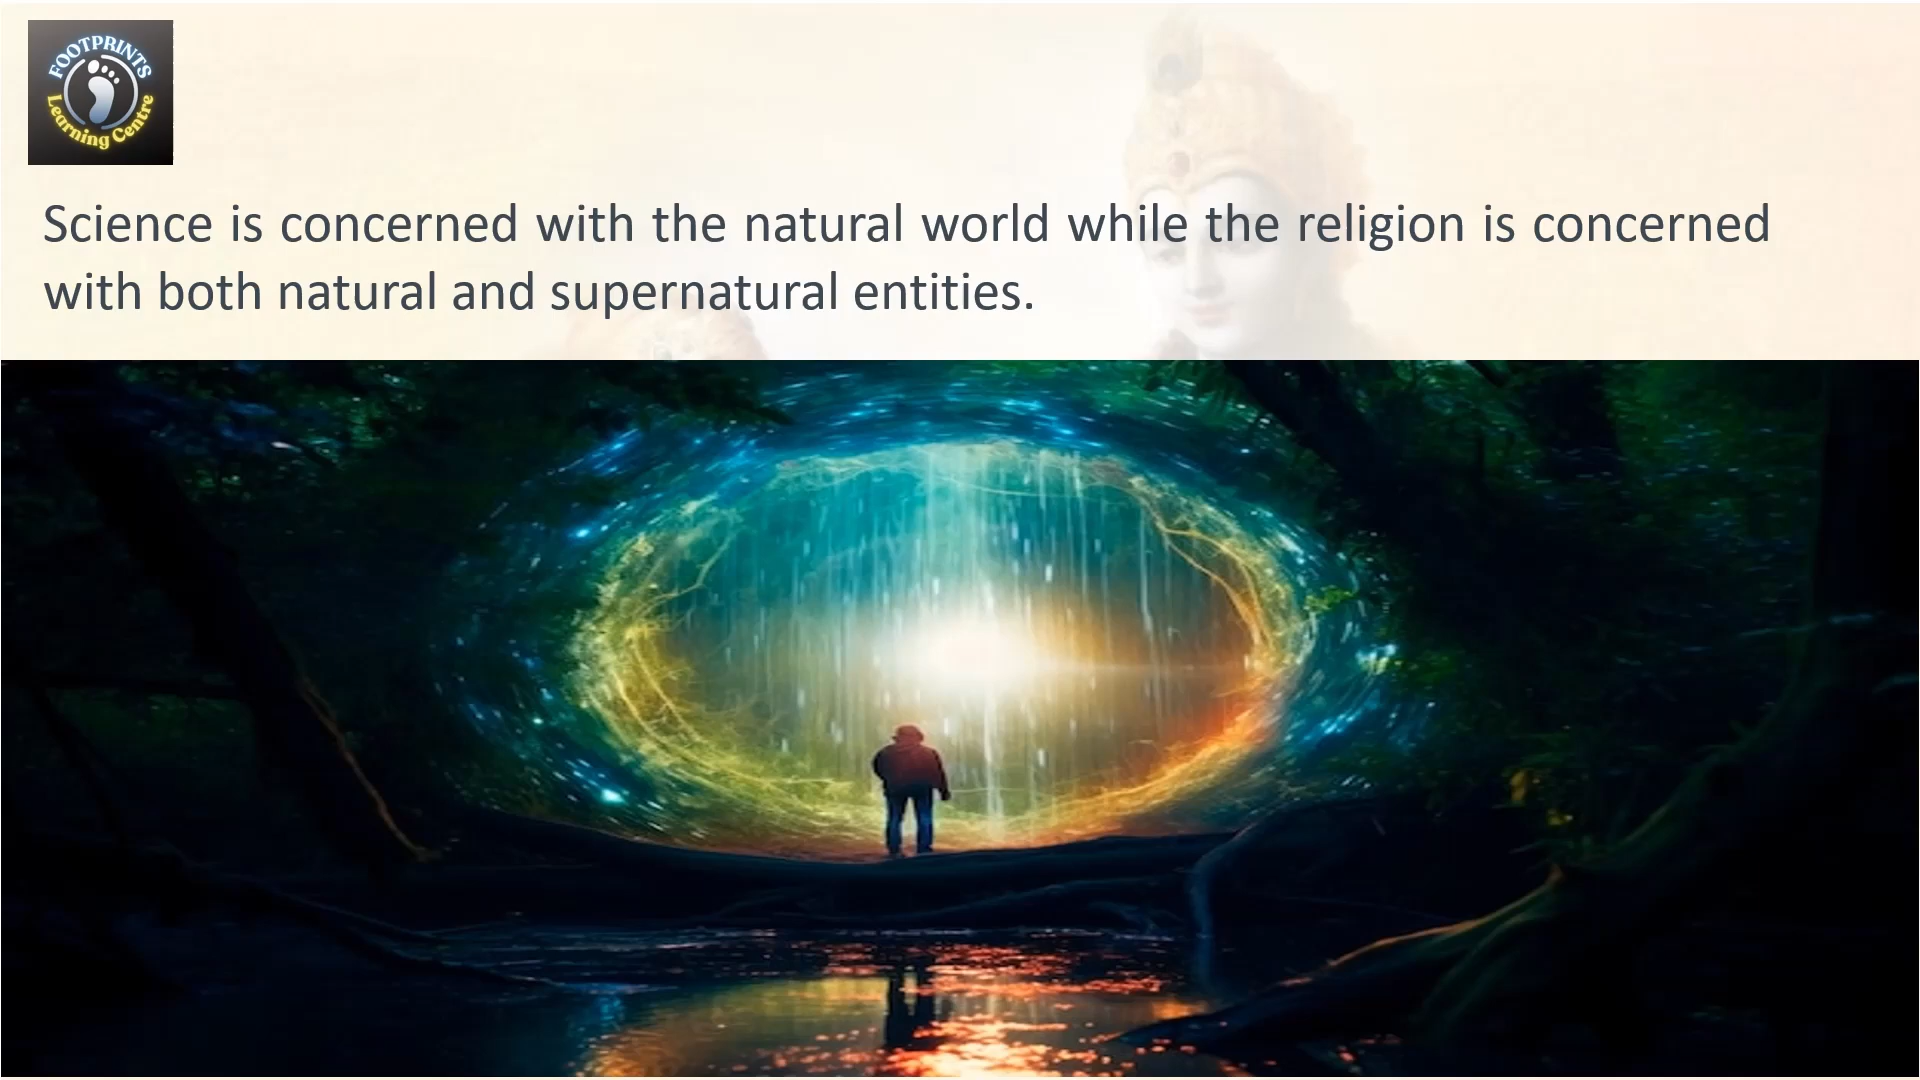 FOOTPRINTS
Learning Centre
Science is concerned with the natural world while the religion is concerned
with both natural and supernatural entities.